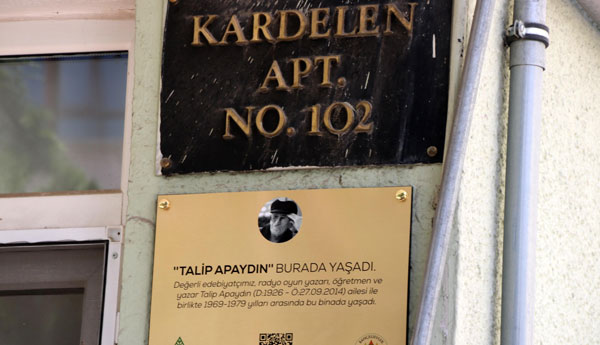 KARDELEN
APT.
NO. 102
"TALİP APAYDIN" BURADA YAŞADI.
Değerli edebiyatçımız, radyo oyun yazarı, öğretmen ve
yazar Talip Apaydın (D:1926 - Ö:27.09.2014) ailesi ile
birlikte 1969-1979 yılları arasında bu binada yaşadı.